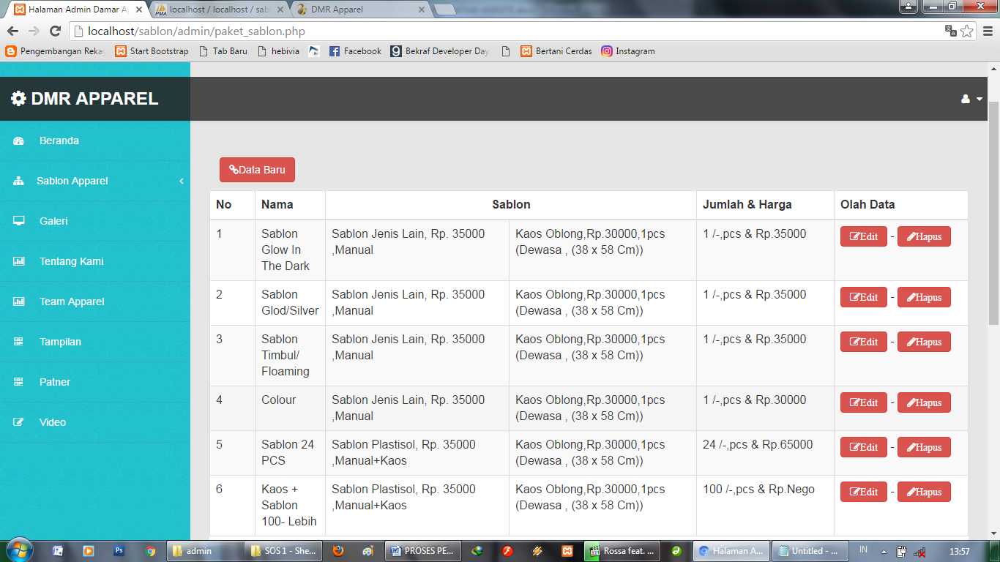 Halaman Admin Damar Ap
localhost / localhost / sabl
DMR Apparel
localhost/sablon/admin/paket_sablon.php
Pengembangan Reka
Start Bootstrap
Tab Baru
hebivia
Facebook
Bekraf Developer Day
Bertani Cerdas
Instagram
DMR APPAREL
Beranda
Sablon Apparel
Galeri
Tentang Kami
Team Apparel
Tampilan
Patner
Video
Data Baru
No Nama Sablon Jumlah & Harga Olah Data
1 Sablon Sablon Jenis Lain, Rp. 35000 Kaos Oblong,Rp.30000,1pcs 1 /-,pcs & Rp.35000 Edit - Hapus
Glow In ,Manual (Dewasa , (38 x 58 Cm))
The Dark
2 Sablon Sablon Jenis Lain, Rp. 35000 Kaos Oblong,Rp.30000,1pcs 1 /-,pcs & Rp.35000 Edit - Hapus
Glod/Silver ,Manual (Dewasa , (38 x 58 Cm))
3 Sablon Sablon Jenis Lain, Rp. 35000 Kaos Oblong,Rp.30000,1pcs 1 /-,pcs & Rp.35000 Edit - Hapus
Timbul/ ,Manual (Dewasa , (38 x 58 Cm))
Floaming
4 Colour Sablon Jenis Lain, Rp. 35000 Kaos Oblong,Rp.30000,1pcs 1 /-,pcs & Rp.30000 Edit - Hapus
,Manual (Dewasa , (38 x 58 Cm))
5 Sablon 24 Sablon Plastisol, Rp. 35000 Kaos Oblong,Rp.30000,1pcs 24 /-,pcs & Rp.65000 Edit - Hapus
PCS ,Manual+Kaos (Dewasa , (38 x 58 Cm))
6 Kaos + Sablon Plastisol, Rp. 35000 Kaos Oblong,Rp.30000,1pcs 100 /-,pcs & Rp.Nego Edit - Hapus
Sablon ,Manual+Kaos (Dewasa , (38 x 58 Cm))
100- Lebih
admin
SOS 1 - She...
PROSES PE...
Rossa feat. ...
Halaman A...
Untitled - ...
IN
13:57